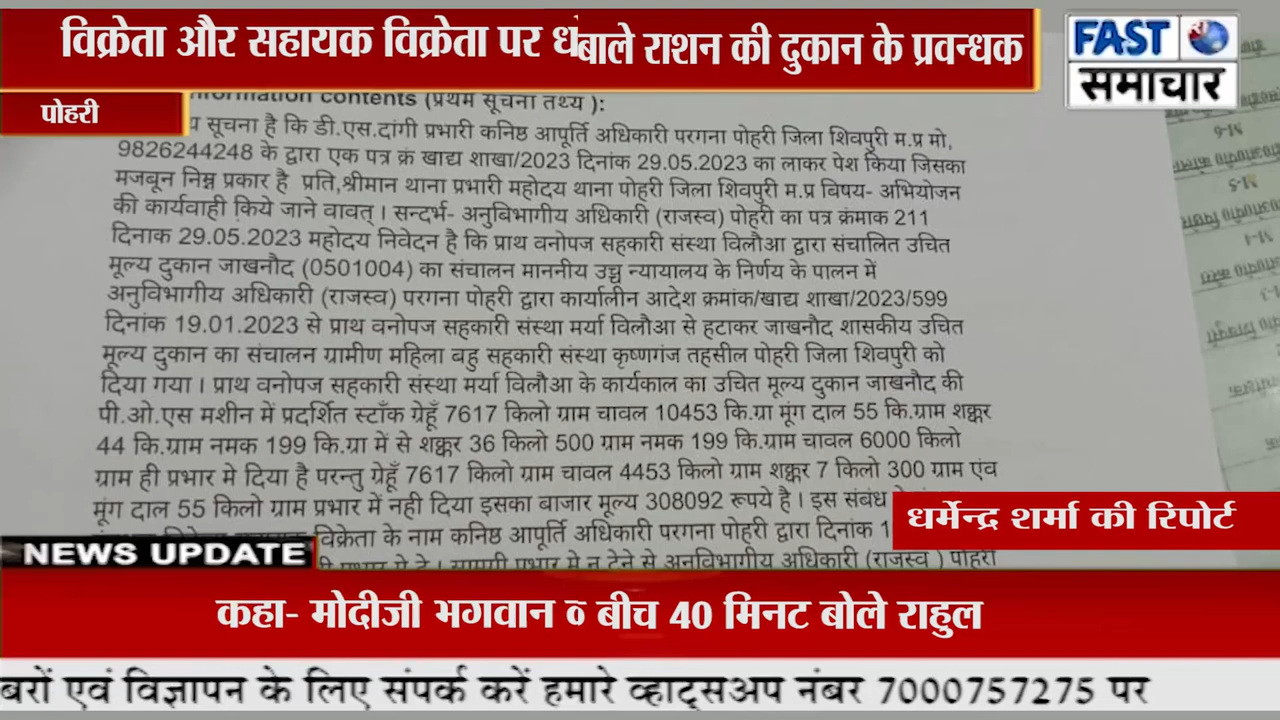 विक्रेता और सहायक विक्रेता पर
बाले राशन की दुकान के प्रवन्धक
FAST
समाचार
पोहरी
contents (प्रथम सूचना तथ्य ):
सूचना है कि डी.एस.दांगी प्रभारी कनिष्ठ आपूर्ति अधिकारी परगना पोहरी जिला शिवपुरी म.प्र मो,
9826244248 के द्वारा एक पत्र क्रं खाद्य शाखा/2023 दिनांक 29.05.2023 का लाकर पेश किया जिसका
मजबून निम्न प्रकार है प्रति,श्रीमान थाना प्रभारी महोदय थाना पोहरी जिला शिवपुरी म.प्र विषय- अभियोजन
की कार्यवाही किये जाने वावत् । सन्दर्भ- अनुबिभागीय अधिकारी (राजस्व) पोहरी का पत्र क्रंमाक 211
दिनाक 29.05.2023 महोदय निवेदन है कि प्राथ वनोपज सहकारी संस्था विलौआ द्वारा संचालित उचित
मूल्य दुकान जाखनौद (0501004) का संचालन माननीय उच्च न्यायालय के निर्णय के पालन में
अनुविभागीय अधिकारी (राजस्व) परगना पोहरी द्वारा कार्यालीन आदेश क्रमांक/खाद्य शाखा/2023/599
दिनांक 19.01.2023 से प्राथ वनोपज सहकारी संस्था मर्या विलौआ से हटाकर जाखनौद शासकीय उचित
मूल्य दुकान का संचालन ग्रामीण महिला बहु सहकारी संस्था कृष्णगंज तहसील पोहरी जिला शिवपुरी को
दिया गया । प्राथ वनोपज सहकारी संस्था मर्या विलौआ के कार्यकाल का उचित मूल्य दुकान जाखनौद की
पी.ओ.एस मशीन में प्रदर्शित स्टॉक ग्रेहूँ 7617 किलो ग्राम चावल 10453 कि.ग्रा मूंग दाल 55 कि.ग्राम शक्कर
44 कि.ग्राम नमक 199 कि.ग्रा में से शक्कर 36 किलो 500 ग्राम नमक 199 कि.ग्राम चावल 6000 किलो
ग्राम ही प्रभार मे दिया है परन्तु ग्रेहूँ 7617 किलो ग्राम चावल 4453 किलो ग्राम शक्कर 7 किलो 300 ग्राम एंव
मूंग दाल 55 किलो ग्राम प्रभार में नही दिया इसका बाजार मूल्य 308092 रूपये है । इस संबंध
विक्रेता के नाम कनिष्ठ आपूर्ति अधिकारी परगना पोहरी द्वारा दिनांक 1
सामग्री प्रभार मे न देने से अनुविभागीय अधिकारी (राजस्व ) पोहरी
धर्मेन्द्र शर्मा की रिपोर्ट
NEWS UPDATE
कहा- मोदीजी भगवान
बीच 40 मिनट बोले राहुल
बरों एवं विज्ञापन के लिए संपर्क करें हमारे व्हाट्सअप नंबर 7000757275 पर